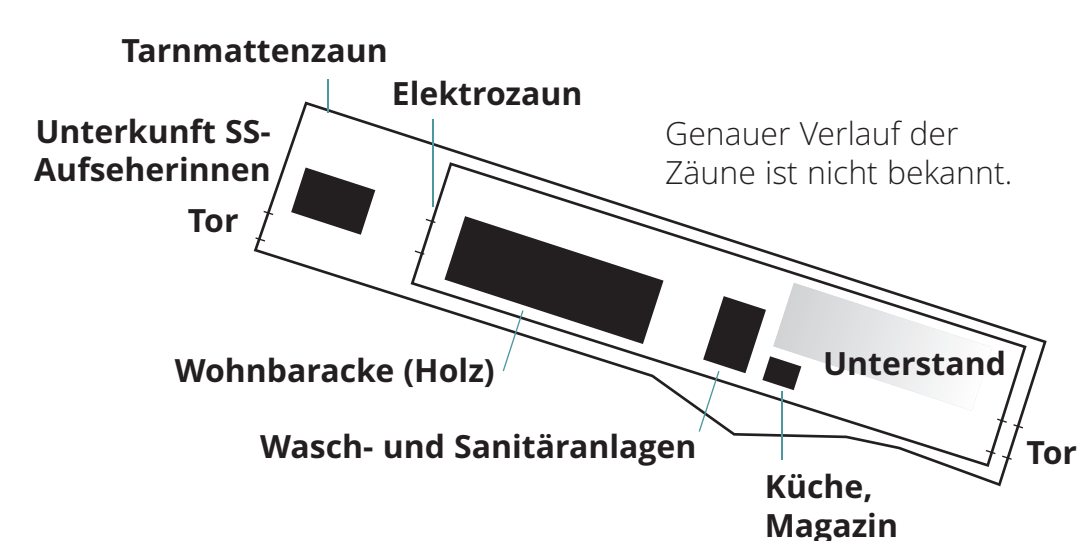 Tarnmattenzaun
Elektrozaun
Unterkunft SS-
Aufseherinnen
Genauer Verlauf der
Zäune ist nicht bekannt.
Tor
Unterstand
Wohnbaracke (Holz)
Wasch- und Sanitäranlagen
Tor
Küche,
Magazin